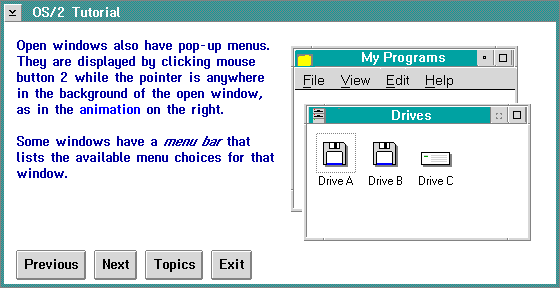 OS/2 Tutorial
Open windows also have pop-up menus.
They are displayed by clicking mouse
button 2 while the pointer is anywhere
in the background of the open window,
as in the animation on the right.
Some windows have a menu bar that
lists the available menu choices for that
window.
My Programs
File View Edit Help
Drives
Drive A Drive B Drive C
Previous Next Topics Exit